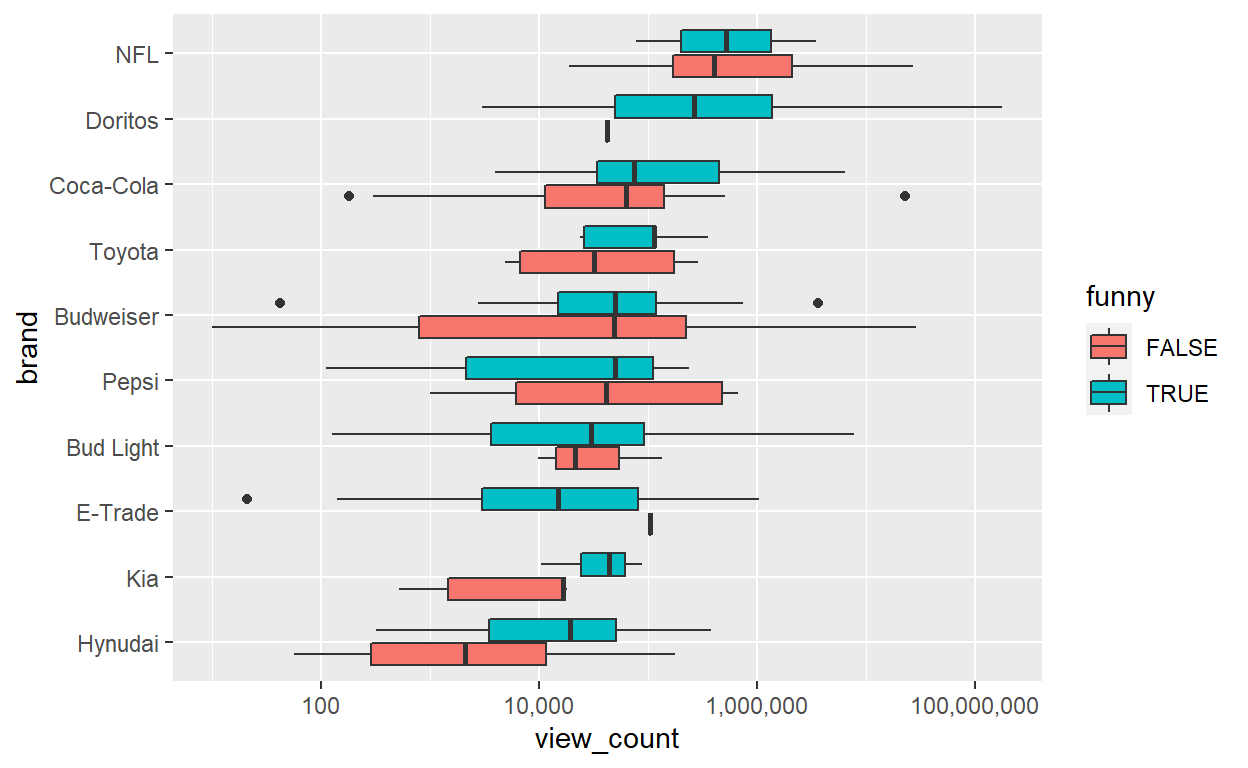 NFL
Doritos
Coca-Cola
Toyota
Budweiser
Pepsi
Bud Light
E-Trade
Kia
Hynudai
brand
100
10,000
1,000,000
100,000,000
view_count
funny
FALSE
TRUE